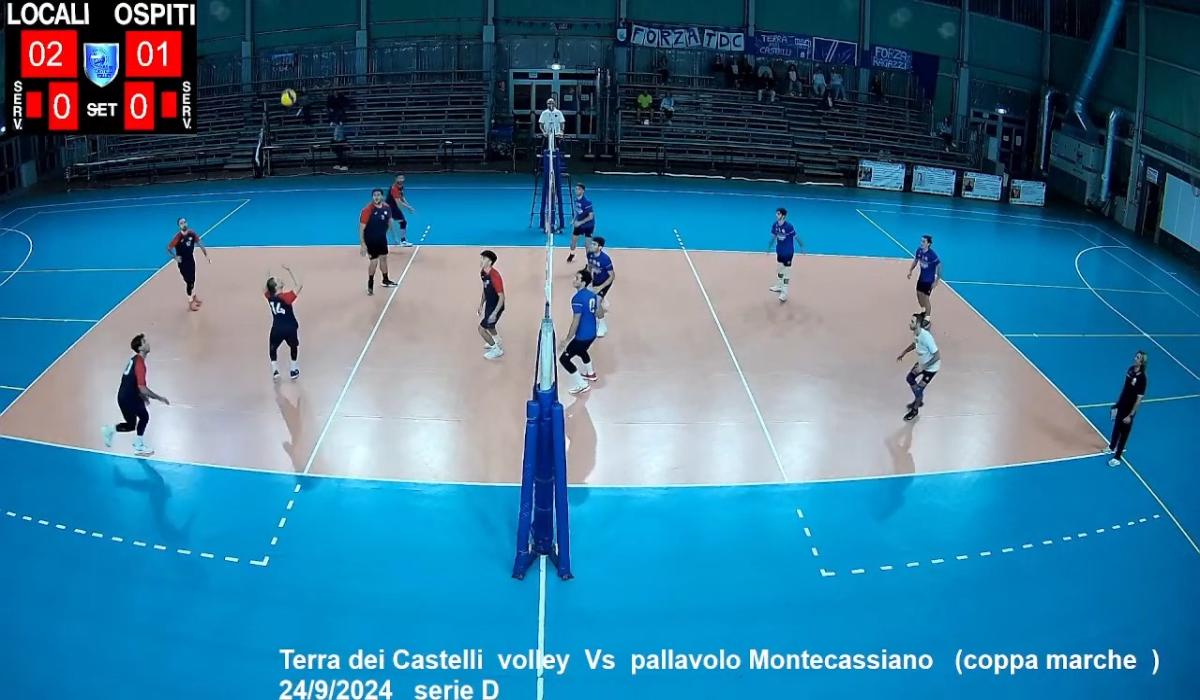 LOCALI OSPITI
02 01
SERV. 0 SET 0 SERV.
FORZA TDC
TERRA
CASTELLI
FORZA
RAGAZZI
14
Terra dei Castelli volley Vs pallavolo Montecassiano (coppa marche )
24/9/2024 serie D